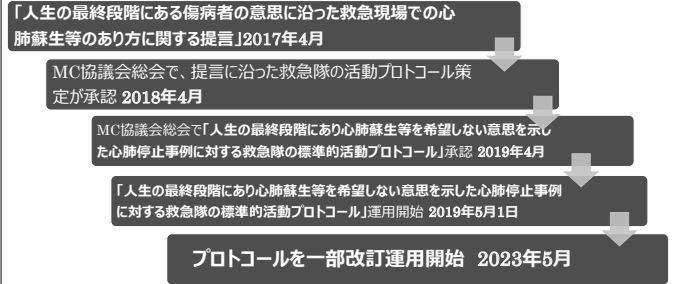 「人生の最終段階にある傷病者の意思に沿った救急現場での心
肺蘇生等のあり方に関する提言」2017年4月
MC協議会総会で、提言に沿った救急隊の活動プロトコール策
定が承認 2018年4月
MC協議会総会で「人生の最終段階にあり心肺蘇生等を希望しない意思を示し
た心肺停止事例に対する救急隊の標準的活動プロトコール」承認 2019年4月
「人生の最終段階にあり心肺蘇生等を希望しない意思を示した心肺停止事例
に対する救急隊の標準的活動プロトコール」運用開始 2019年5月1日
プロトコールを一部改訂運用開始 2023年5月